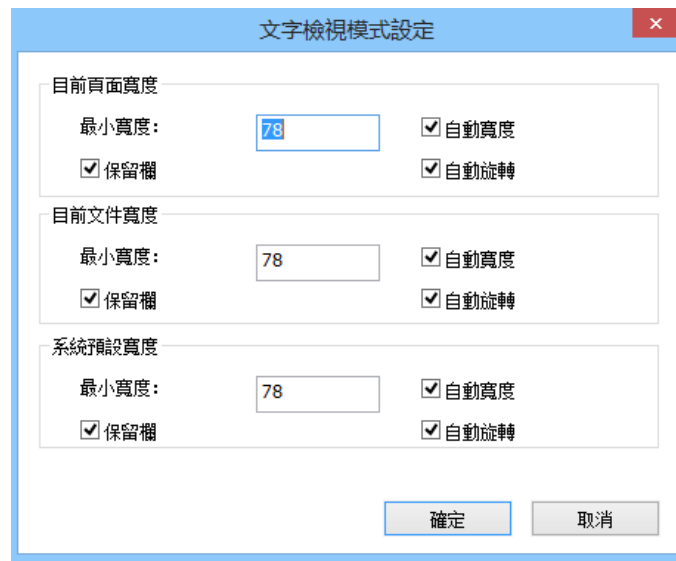 文字檢視模式設定
目前頁面寬度
最小寬度: 78 自動寬度
保留欄 自動旋轉
目前文件寬度
最小寬度: 78 自動寬度
保留欄 自動旋轉
系統預設寬度
最小寬度: 78 自動寬度
保留欄 自動旋轉
確定 取消